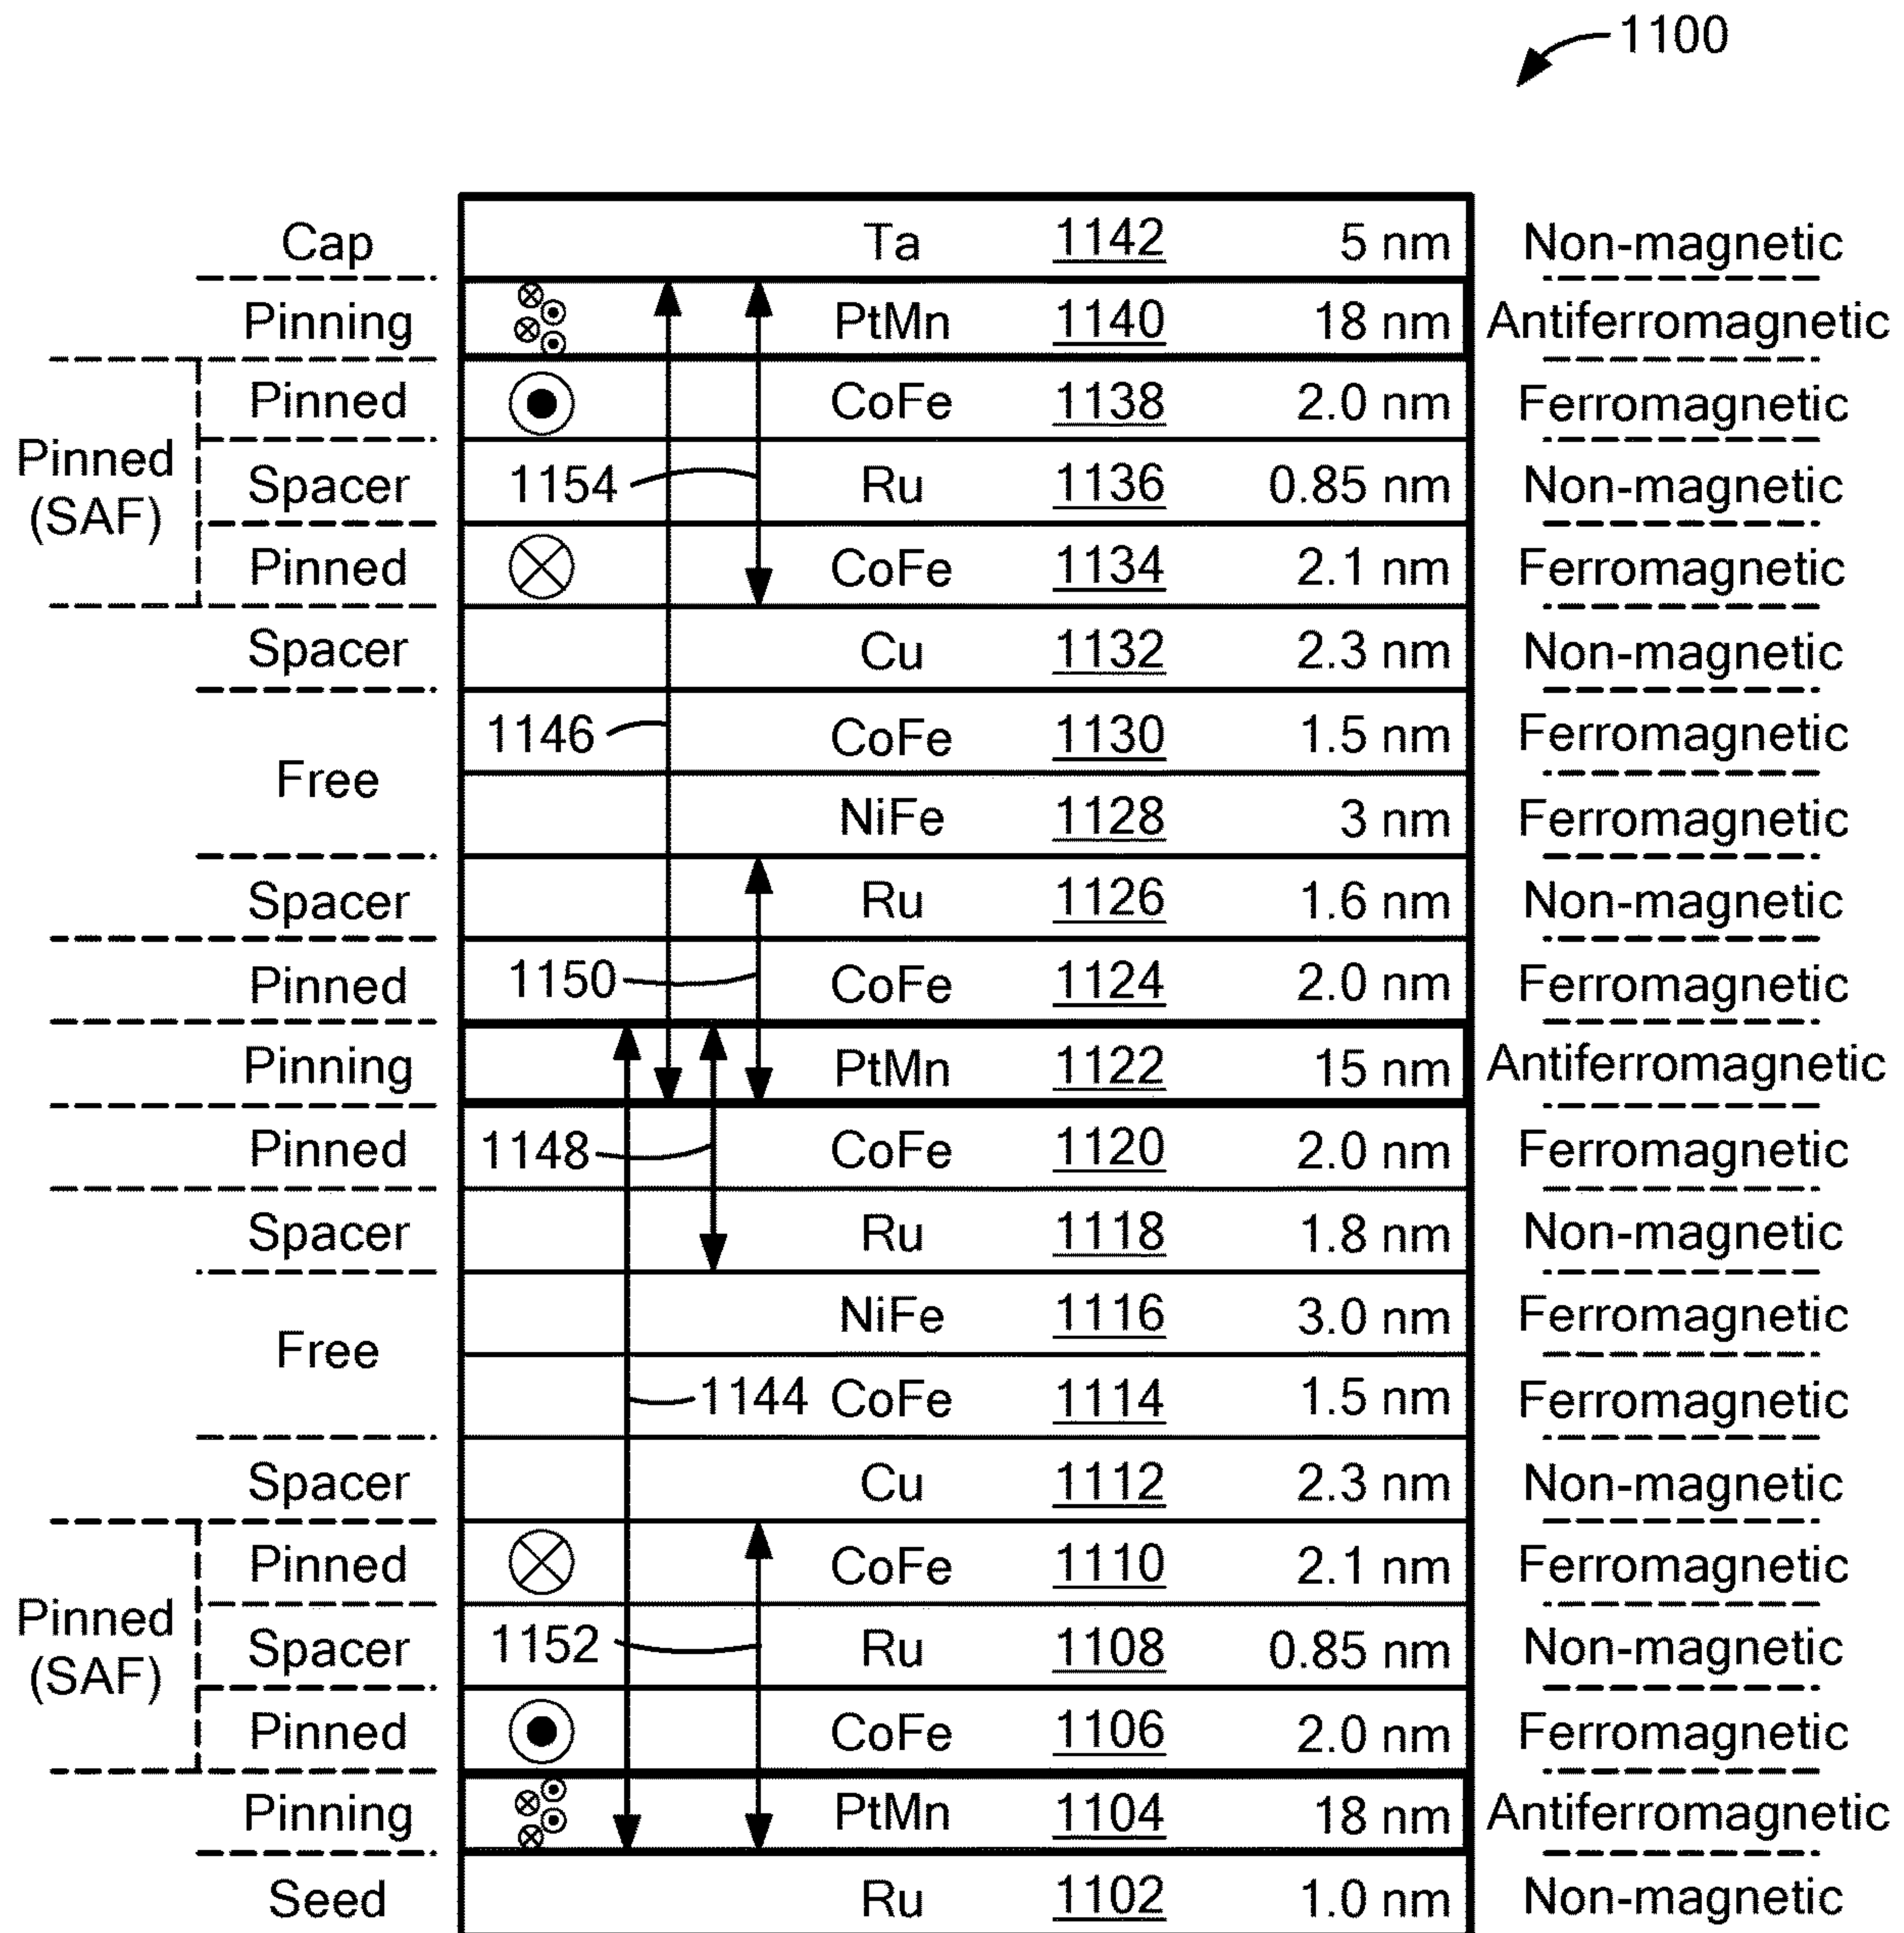 1100
Cap Ta 1142 5 nm Non-magnetic
Pinning PtMn 1140 18 nm Antiferromagnetic
Pinned CoFe 1138 2.0 nm Ferromagnetic
Pinned
(SAF)
Spacer 1154 Ru 1136 0.85 nm Non-magnetic
Pinned CoFe 1134 2.1 nm Ferromagnetic
Spacer Cu 1132 2.3 nm Non-magnetic
1146 CoFe 1130 1.5 nm Ferromagnetic
Free
NiFe 1128 3 nm Ferromagnetic
Spacer Ru 1126 1.6 nm Non-magnetic
Pinned 1150 CoFe 1124 2.0 nm Ferromagnetic
Pinning PtMn 1122 15 nm Antiferromagnetic
Pinned 1148 CoFe 1120 2.0 nm Ferromagnetic
Spacer Ru 1118 1.8 nm Non-magnetic
NiFe 1116 3.0 nm Ferromagnetic
Free
1144 CoFe 1114 1.5 nm Ferromagnetic
Spacer Cu 1112 2.3 nm Non-magnetic
Pinned CoFe 1110 2.1 nm Ferromagnetic
Pinned
(SAF)
Spacer 1152 Ru 1108 0.85 nm Non-magnetic
Pinned CoFe 1106 2.0 nm Ferromagnetic
Pinning PtMn 1104 18 nm Antiferromagnetic
Seed Ru 1102 1.0 nm Non-magnetic